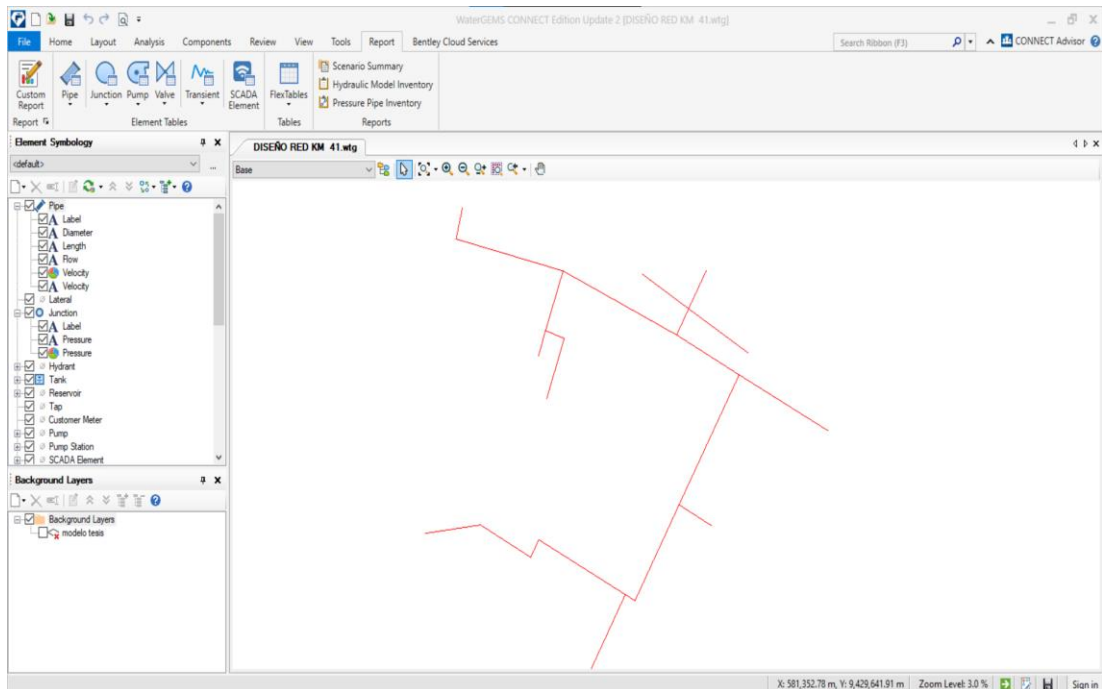 WaterGEMS CONNECT Edition Update 2 [DISEÑO RED KM 41.wtg]
File Home Layout Analysis Components Review View Tools Report Bentley Cloud Services Search Ribbon (F3) CONNECT Advisor
Custom Report
Pipe
Junction
Pump
Valve
Transient
SCADA Element
FlexTables
Scenario Summary
Hydraulic Model Inventory
Pressure Pipe Inventory
Report Element Tables Tables Reports
Element Symbology
<default>
...
Pipe
Label
Diameter
Length
Flow
Velocity
Velocity
Lateral
Junction
Label
Pressure
Pressure
Hydrant
Tank
Reservoir
Tap
Customer Meter
Pump
Pump Station
SCADA Element
Background Layers
Background Layers
modelo tesis
DISEÑO RED KM 41.wtg
Base
X: 581,352.78 m, Y: 9,429,641.91 m Zoom Level: 3.0 % Sign in